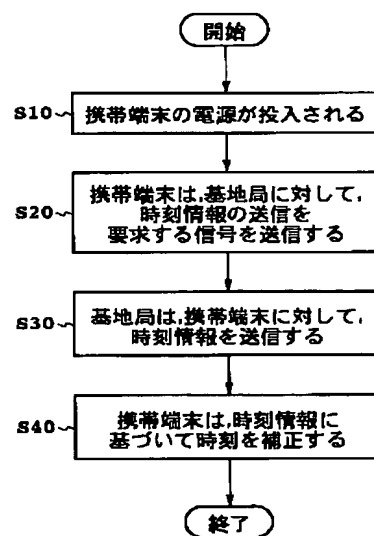 開始
S10
携帯端末の電源が投入される
S20
携帯端末は,基地局に対して,
時刻情報の送信を
要求する信号を送信する
S30
基地局は,携帯端末に対して,
時刻情報を送信する
S40
携帯端末は,時刻情報に
基づいて時刻を補正する
終了